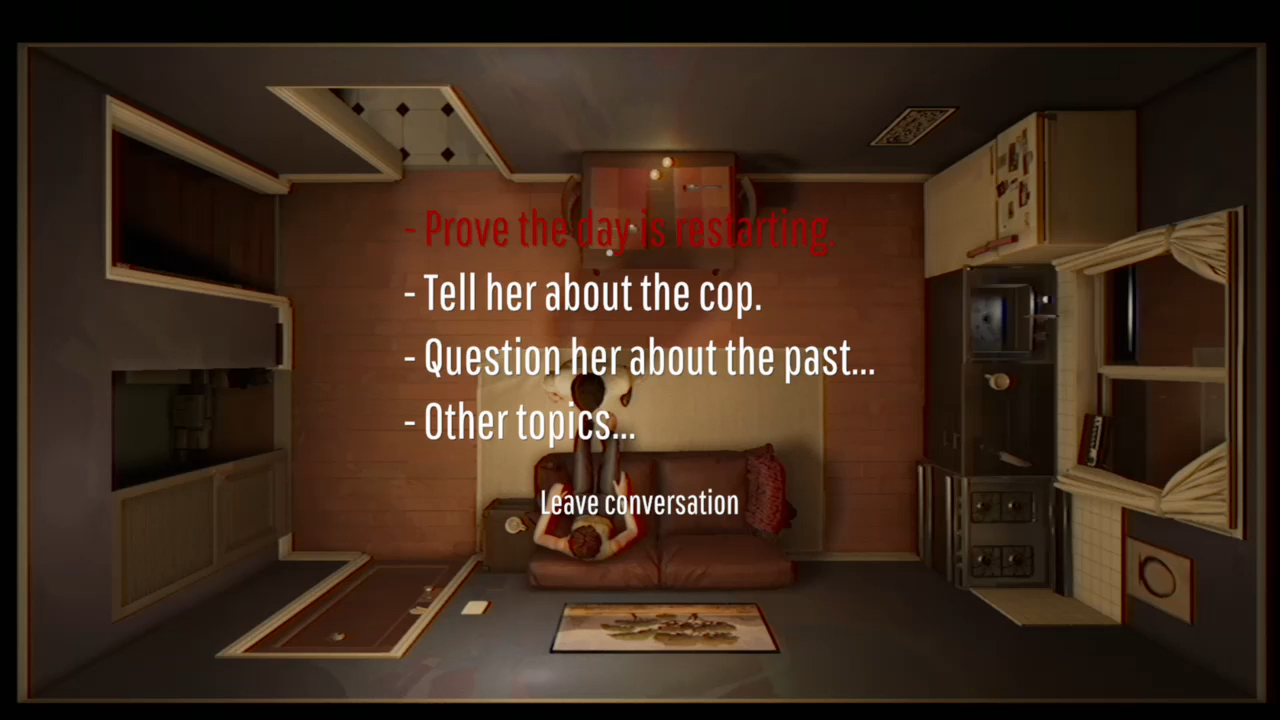 - Prove the day is restarting.
- Tell her about the cop.
- Question her about the past...
- Other topics...
Leave conversation